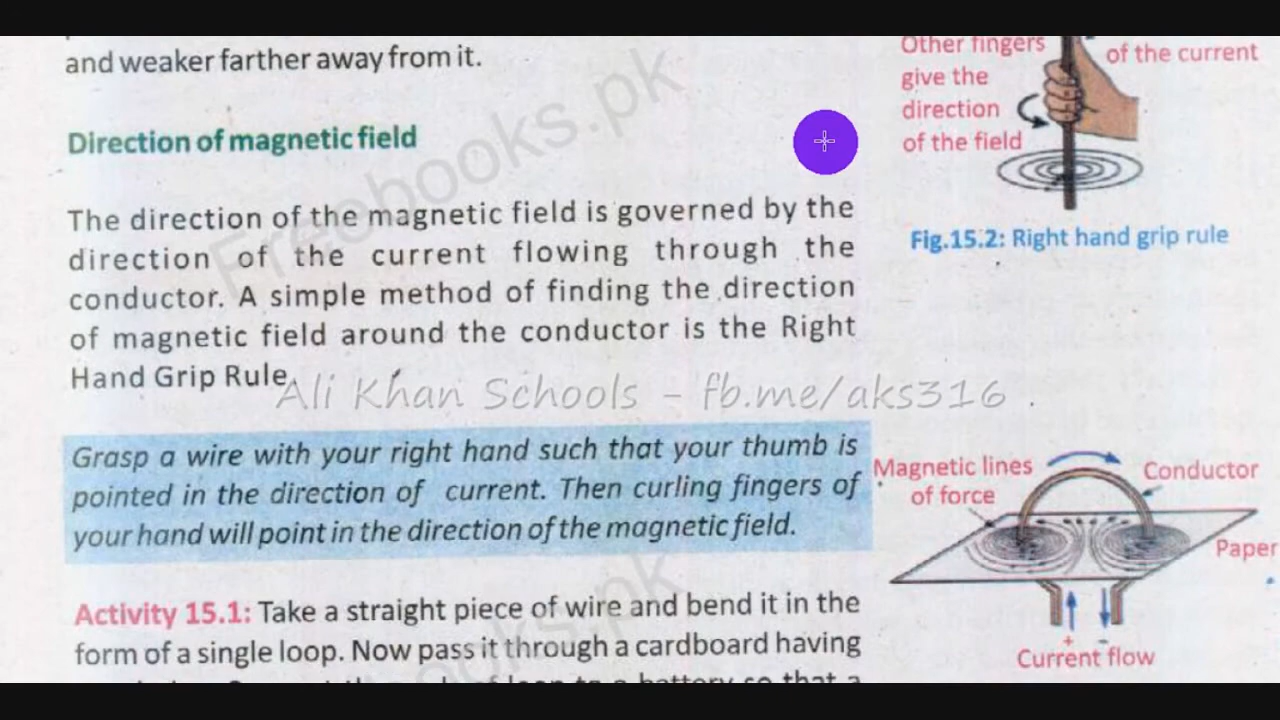 and weaker farther away from it.
Direction of magnetic field
The direction of the magnetic field is governed by the
direction of the current flowing through the
conductor. A simple method of finding the direction
of magnetic field around the conductor is the Right
Hand Grip Rule.
Ali Khan Schools - fb.me/aks316
Grasp a wire with your right hand such that your thumb is
pointed in the direction of current. Then curling fingers of
your hand will point in the direction of the magnetic field.
Activity 15.1: Take a straight piece of wire and bend it in the
form of a single loop. Now pass it through a cardboard having
Other fingers
give the
direction
of the field
of the current
Fig.15.2: Right hand grip rule
Magnetic lines
of force
Conductor
Paper
+ -
Current flow
Freebooks.pk
ooks.pk